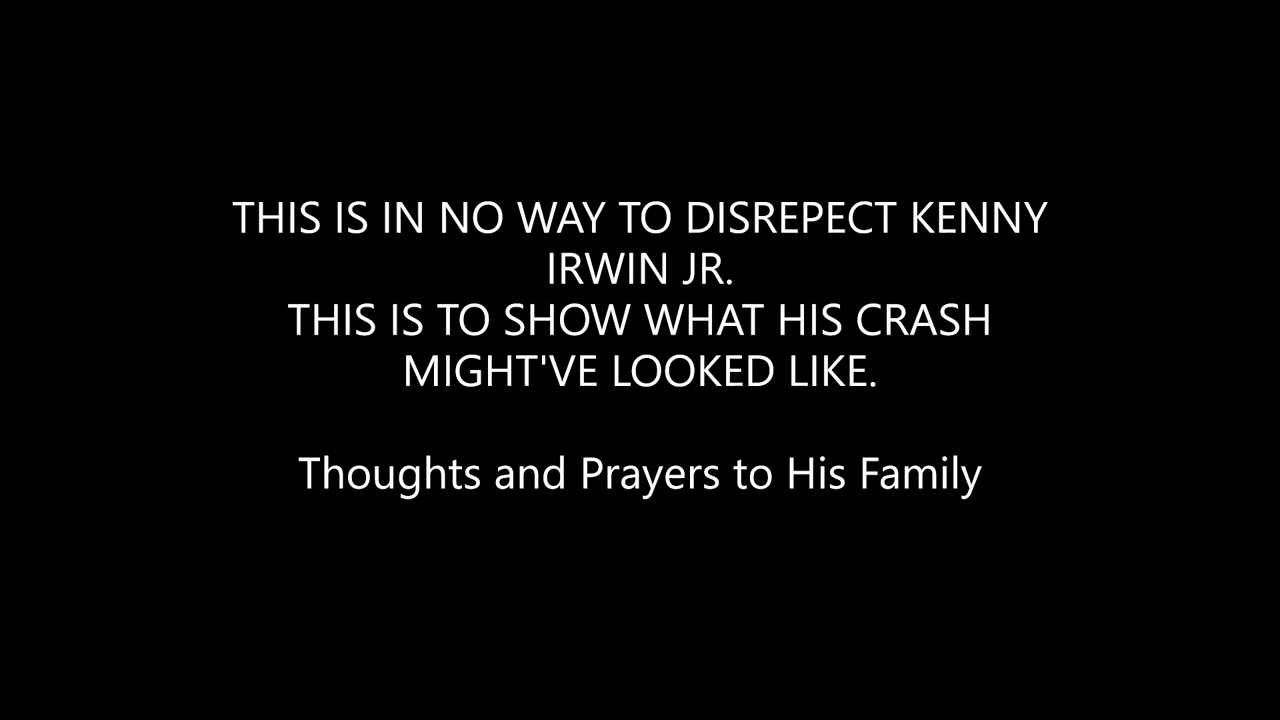 THIS IS IN NO WAY TO DISREPECT KENNY
IRWIN JR.
THIS IS TO SHOW WHAT HIS CRASH
MIGHT'VE LOOKED LIKE.
Thoughts and Prayers to His Family